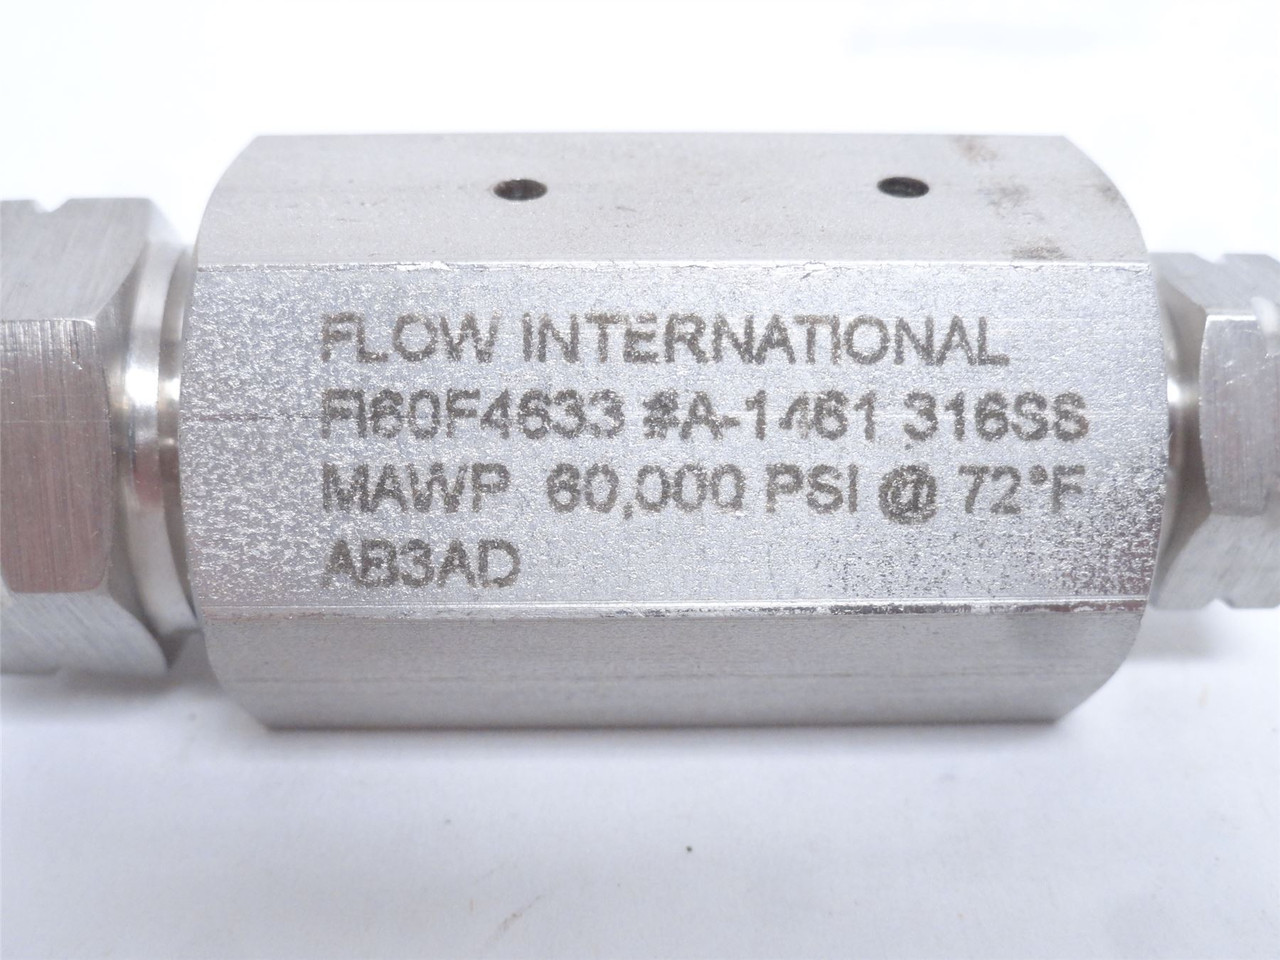 FLOW INTERNATIONAL
FI60F4633 #A-1461 316SS
MAWP 60,000 PSI @ 72°F
AB3AD